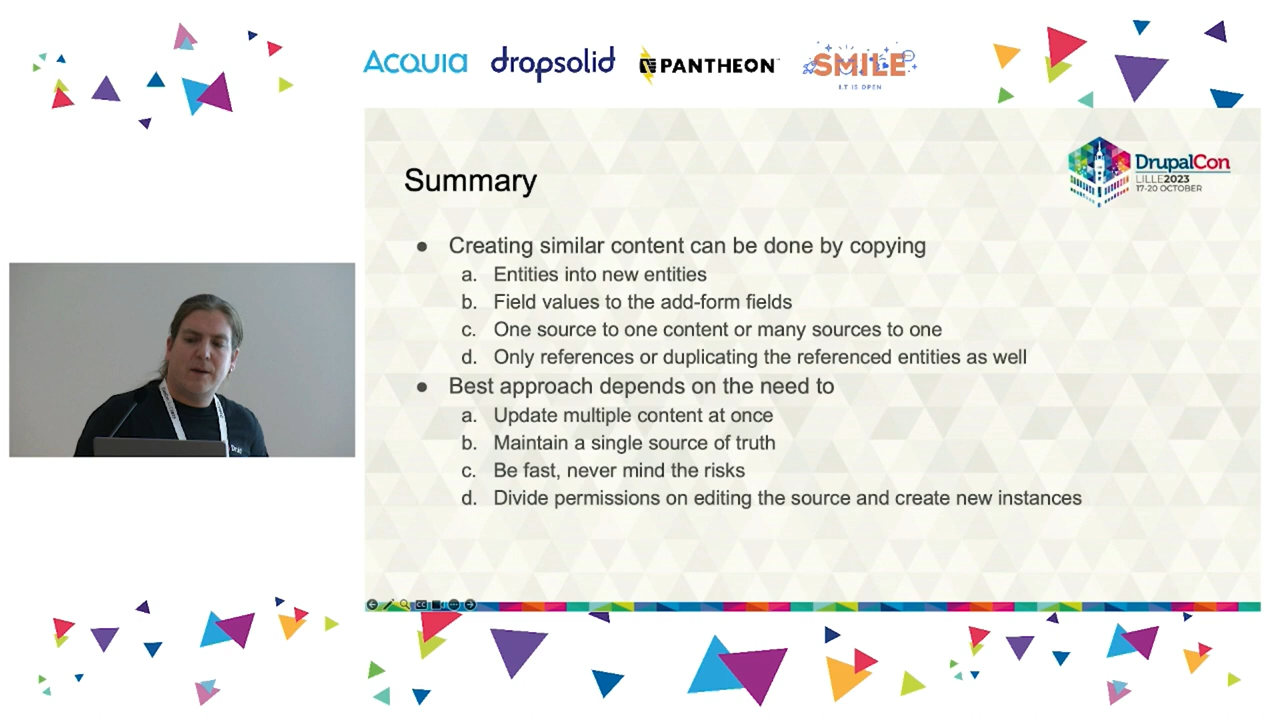 Acquia
dropsolid
PANTHEON
SMILE
I.T IS OPEN
DrupalCon
LILLE2023
17-20 OCTOBER
Summary
● Creating similar content can be done by copying
a. Entities into new entities
b. Field values to the add-form fields
c. One source to one content or many sources to one
d. Only references or duplicating the referenced entities as well
● Best approach depends on the need to
a. Update multiple content at once
b. Maintain a single source of truth
c. Be fast, never mind the risks
d. Divide permissions on editing the source and create new instances